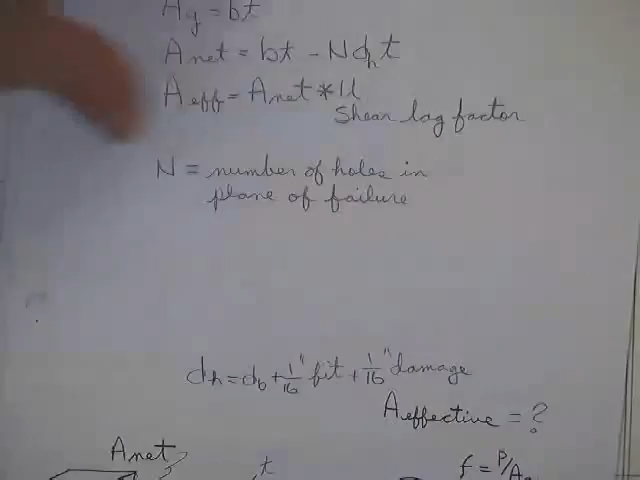 Ag = bt
Anet = bt - Ndht
Aeff = Anet * U
Shear lag factor
N = number of holes in
plane of failure
dh = db + 1/16" fit + 1/16" damage
Aeffective = ?
Anet
t
f = P/A